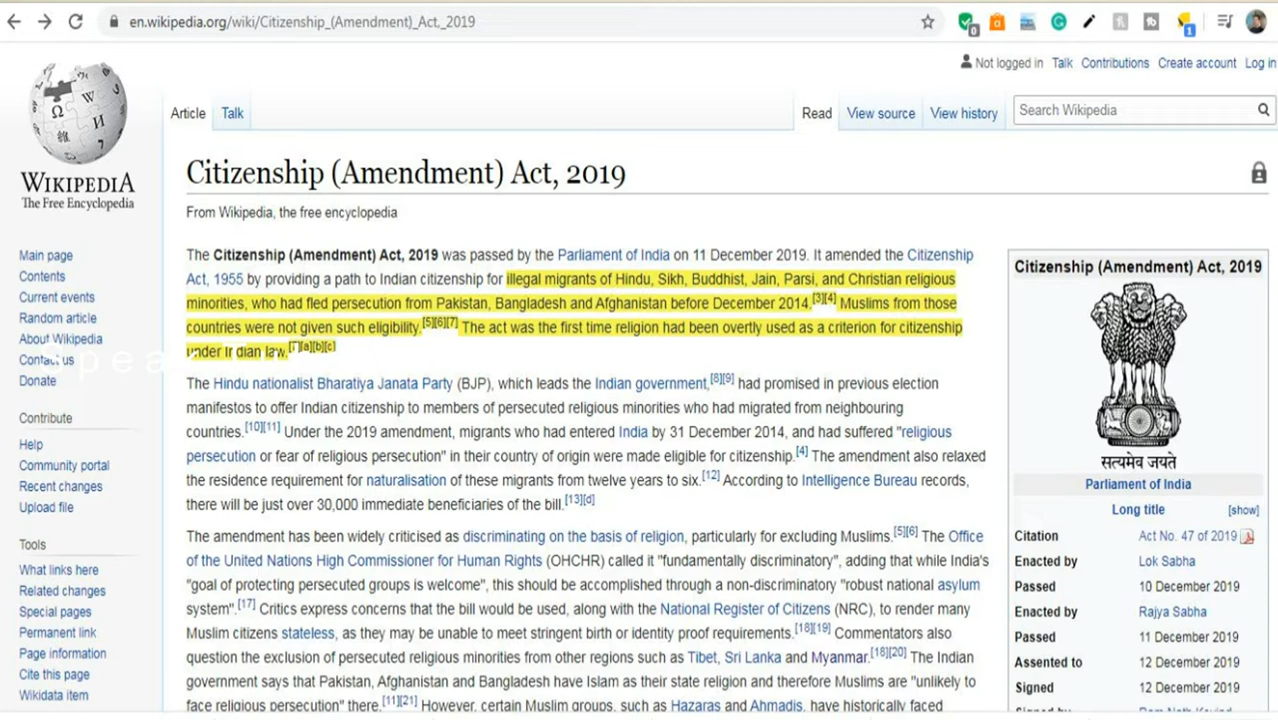 en.wikipedia.org/wiki/Citizenship_(Amendment)_Act,_2019
0
1
Not logged in Talk Contributions Create account Log in
Article Talk
Read View source View history
Search Wikipedia
WIKIPEDIA
The Free Encyclopedia
Main page
Contents
Current events
Random article
About Wikipedia
Contact us
Donate
Contribute
Help
Community portal
Recent changes
Upload file
Tools
What links here
Related changes
Special pages
Permanent link
Page information
Cite this page
Wikidata item
Citizenship (Amendment) Act, 2019
From Wikipedia, the free encyclopedia
The Citizenship (Amendment) Act, 2019 was passed by the Parliament of India on 11 December 2019. It amended the Citizenship
Act, 1955 by providing a path to Indian citizenship for illegal migrants of Hindu, Sikh, Buddhist, Jain, Parsi, and Christian religious
minorities, who had fled persecution from Pakistan, Bangladesh and Afghanistan before December 2014.[3][4] Muslims from those
countries were not given such eligibility.[5][6][7] The act was the first time religion had been overtly used as a criterion for citizenship
under Indian law.[a][b][c]
The Hindu nationalist Bharatiya Janata Party (BJP), which leads the Indian government,[8][9] had promised in previous election
manifestos to offer Indian citizenship to members of persecuted religious minorities who had migrated from neighbouring
countries.[10][11] Under the 2019 amendment, migrants who had entered India by 31 December 2014, and had suffered "religious
persecution or fear of religious persecution" in their country of origin were made eligible for citizenship.[4] The amendment also relaxed
the residence requirement for naturalisation of these migrants from twelve years to six.[12] According to Intelligence Bureau records,
there will be just over 30,000 immediate beneficiaries of the bill.[13][d]
The amendment has been widely criticised as discriminating on the basis of religion, particularly for excluding Muslims.[5][6] The Office
of the United Nations High Commissioner for Human Rights (OHCHR) called it "fundamentally discriminatory", adding that while India's
"goal of protecting persecuted groups is welcome", this should be accomplished through a non-discriminatory "robust national asylum
system".[17] Critics express concerns that the bill would be used, along with the National Register of Citizens (NRC), to render many
Muslim citizens stateless, as they may be unable to meet stringent birth or identity proof requirements.[18][19] Commentators also
question the exclusion of persecuted religious minorities from other regions such as Tibet, Sri Lanka and Myanmar.[18][20] The Indian
government says that Pakistan, Afghanistan and Bangladesh have Islam as their state religion and therefore Muslims are "unlikely to
face religious persecution" there.[11][21] However, certain Muslim groups, such as Hazaras and Ahmadis, have historically faced
Citizenship (Amendment) Act, 2019
सत्यमेव जयते
Parliament of India
Long title [show]
Citation Act No. 47 of 2019
Enacted by Lok Sabha
Passed 10 December 2019
Enacted by Rajya Sabha
Passed 11 December 2019
Assented to 12 December 2019
Signed 12 December 2019